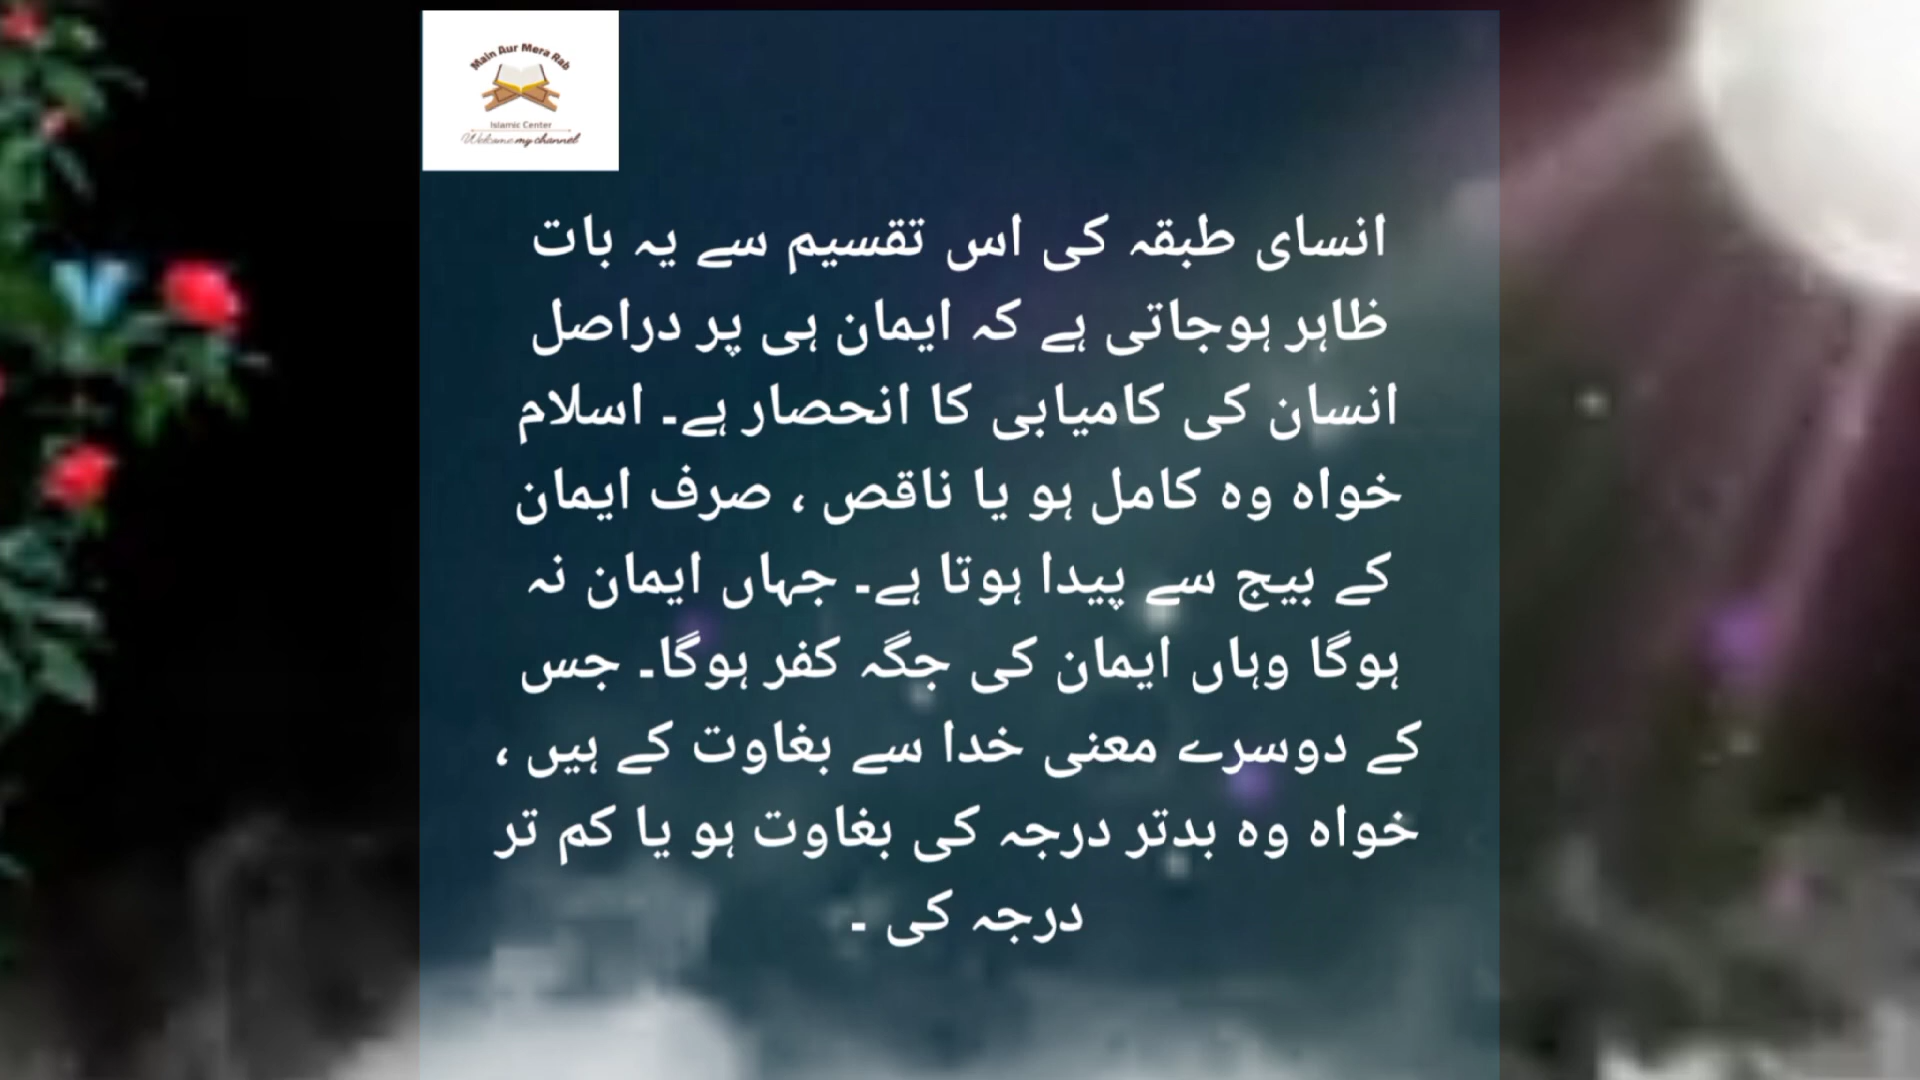 Main Aur Mera Rab
Islamic Center
Welcome my channel
انسای طبقہ کی اس تقسیم سے یہ بات
ظاہر ہوجاتی ہے کہ ایمان ہی پر دراصل
انسان کی کامیابی کا انحصار ہے۔ اسلام
خواہ وہ کامل ہو یا ناقص ، صرف ایمان
کے بیج سے پیدا ہوتا ہے۔ جہاں ایمان نہ
ہوگا وہاں ایمان کی جگہ کفر ہوگا۔ جس
کے دوسرے معنی خدا سے بغاوت کے ہیں ،
خواہ وہ بدتر درجہ کی بغاوت ہو یا کم تر
درجہ کی ۔